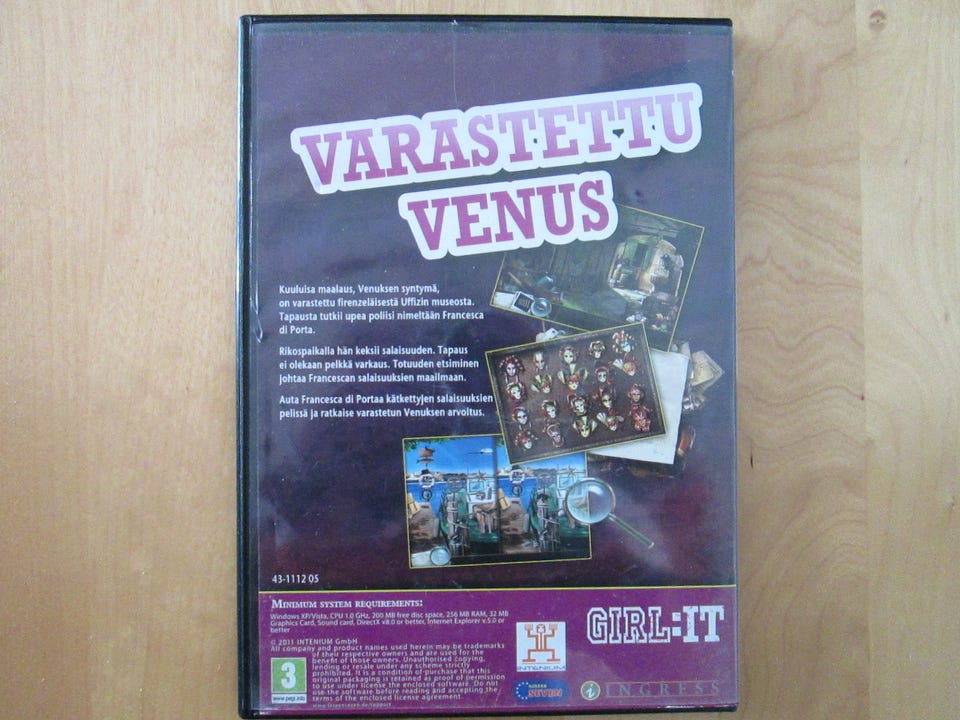 VARASTETTU
VENUS
Kuuluisa maalaus, Venuksen syntymä,
on varastettu firenzeläisestä Uffizin museosta.
Tapausta tutkii upea poliisi nimeltään Francesca
di Porta.
Rikospaikalla hän keksii salaisuuden. Tapaus
ei olekaan pelkkä varkaus. Totuuden etsiminen
johtaa Francescan salaisuuksien maailmaan.
Auta Francesca di Portaa kätkettyjen salaisuuksien
pelissä ja ratkaise varastetun Venuksen arvoitus.
43-1112 05
MINIMUM SYSTEM REQUIREMENTS:
Windows XP/Vista, CPU 1.0 GHz, 200 MB free disc space, 256 MB RAM, 32 MB
Graphics Card, Sound card, DirectX v8.0 or better, Internet Explorer v.5.0 or
better
© 2011 INTENIUM GmbH
All company and product names used herein may be trademarks
of their respective owners and are used for the
benefit of those owners. Unauthorised copying,
lending or resale under any scheme strictly
prohibited. It is a condition of purchase that this
original packaging is retained as proof of permission
to use under license the enclosed software. Do not
use the software before reading and accepting the
terms of the enclosed license agreement.
3
www.pegi.info
INTENIUM
SEVEN
GIRL:IT
i INGRESS